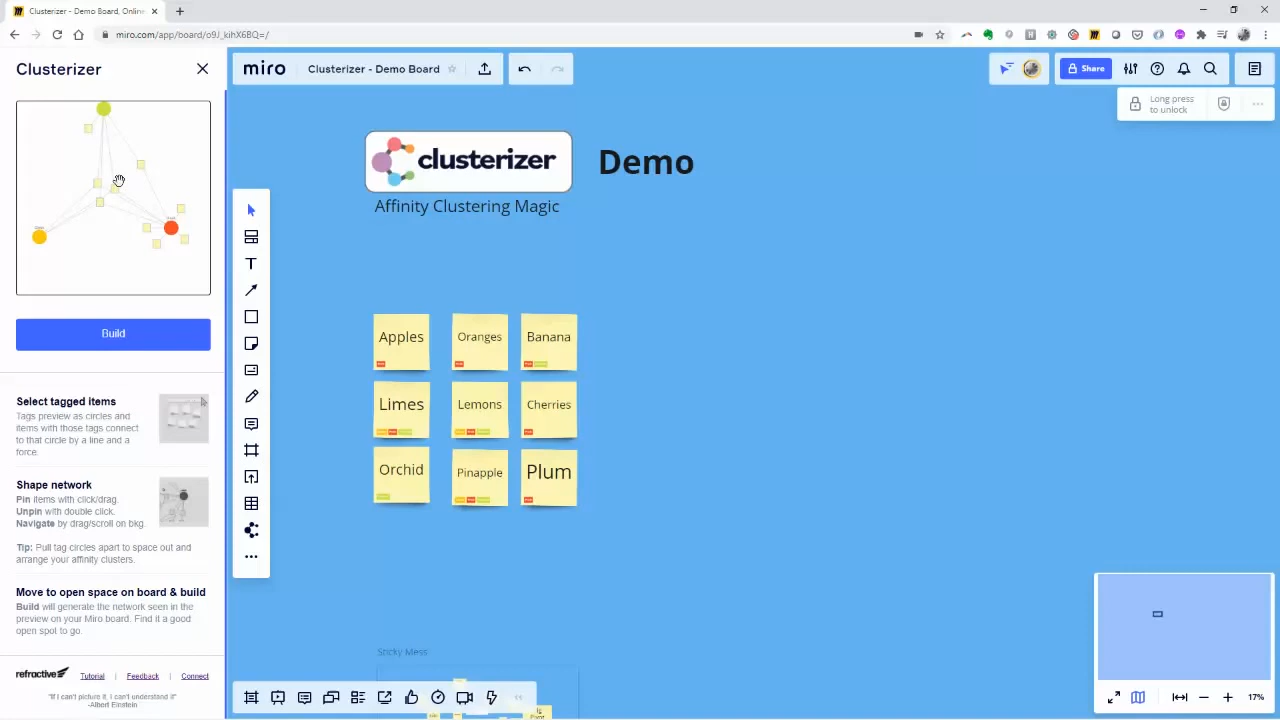 Clusterizer - Demo Board, Online
miro.com/app/board/o9J_kihX6BQ=/
Clusterizer
miro
Clusterizer - Demo Board
Share
Long press
to unlock
clusterizer
Demo
Affinity Clustering Magic
Build
Apples
Oranges
Banana
Limes
Lemons
Cherries
Orchid
Pinapple
Plum
Select tagged items
Tags preview as circles and
items with those tags connect
to that circle by a line and a
force.
Shape network
Pin items with click/drag.
Unpin with double click.
Navigate by drag/scroll on bkg.
Tip: Pull tag circles apart to space out and
arrange your affinity clusters.
Move to open space on board & build
Build will generate the network seen in the
preview on your Miro board. Find it a good
open spot to go.
Sticky Mess
refractive
Tutorial | Feedback | Connect
"If I can't picture it, I can't understand it"
-Albert Einstein
17%